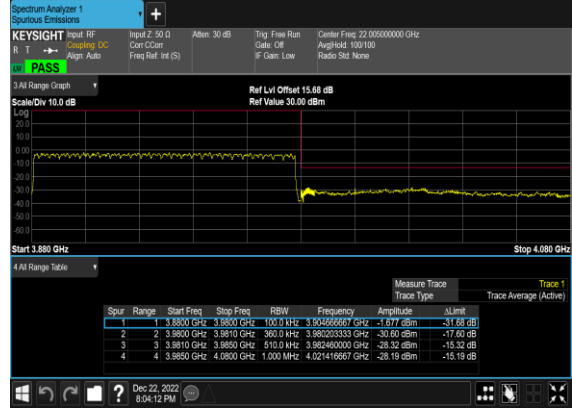 Spectrum Analyzer 1
Spurious Emissions
KEYSIGHT
R T
Input: RF
Coupling: DC
Align: Auto
Input Z: 50 Ω
Corr CCorr
Freq Ref: Int (S)
Atten: 30 dB
Trig: Free Run
Gate: Off
IF Gain: Low
Center Freq: 22.005000000 GHz
Avg|Hold: 100/100
Radio Std: None
PASS
3 All Range Graph
Scale/Div 10.0 dB
Ref Lvl Offset 15.68 dB
Ref Value 30.00 dBm
Log
20.0
10.0
0.00
-10.0
-20.0
-30.0
-40.0
-50.0
-60.0
Start 3.880 GHz
Stop 4.080 GHz
4 All Range Table
Measure Trace Trace 1
Trace Type Trace Average (Active)
Spur Range Start Freq Stop Freq RBW Frequency Amplitude ΔLimit
1 1 3.8800 GHz 3.9800 GHz 100.0 kHz 3.904666667 GHz -1.677 dBm -31.68 dB
2 2 3.9800 GHz 3.9810 GHz 360.0 kHz 3.980203333 GHz -30.60 dBm -17.60 dB
3 3 3.9810 GHz 3.9850 GHz 510.0 kHz 3.982460000 GHz -28.32 dBm -15.32 dB
4 4 3.9850 GHz 4.0800 GHz 1.000 MHz 4.021416667 GHz -28.19 dBm -15.19 dB
Dec 22, 2022
8:04:12 PM